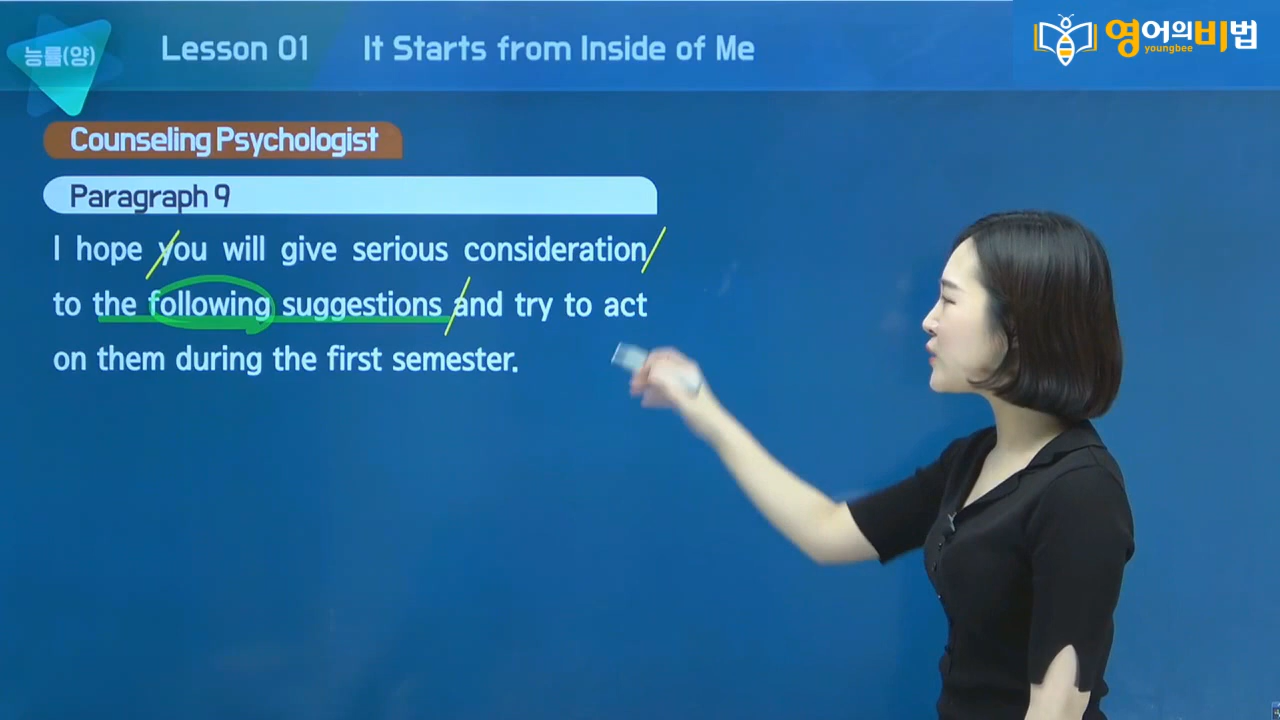 능률(양)
Lesson 01 It Starts from Inside of Me
영어의비법
youngbee
Counseling Psychologist
Paragraph 9
I hope you will give serious consideration
to the following suggestions and try to act
on them during the first semester.